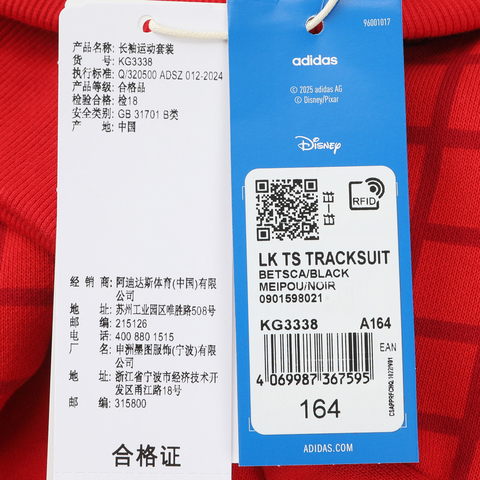 产品名称: 长袖运动套装
货 号: KG3338
执行标准: Q/320500 ADSZ 012-2024
产品等级: 合格品
检验合格: 检18
安全类别: GB 31701 B类
产 地: 中国
经 销 商: 阿迪达斯体育(中国)有限公司
公司
地 址: 苏州工业园区唯胜路508号
邮 编: 215126
电 话: 400 880 1515
厂 名: 申洲墨图服饰(宁波)有限公司
公司
地 址: 浙江省宁波市经济技术开
发区甬江路18号
邮 编: 315800
合格证
96001017
adidas
© 2025 adidas AG
© Disney/Pixar
Disney
RFID
LK TS TRACKSUIT
BETSCA/BLACK
MEIPOU/NOIR
0901598021
KG3338 A164
EAN
4 069987 367595
164
ADIDAS.COM